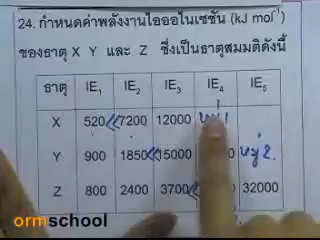 24. กำหนดค่าพลังงานไอออไนเซชัน (kJ mol⁻¹)
ของธาตุ X Y และ Z ซึ่งเป็นธาตุสมมติดังนี้
ธาตุ IE₁ IE₂ IE₃ IE₄ IE₅
X 520 << 7200 12000 หมู่1
Y 900 1850 << 15000 หมู่2
Z 800 2400 3700 32000
ormschool